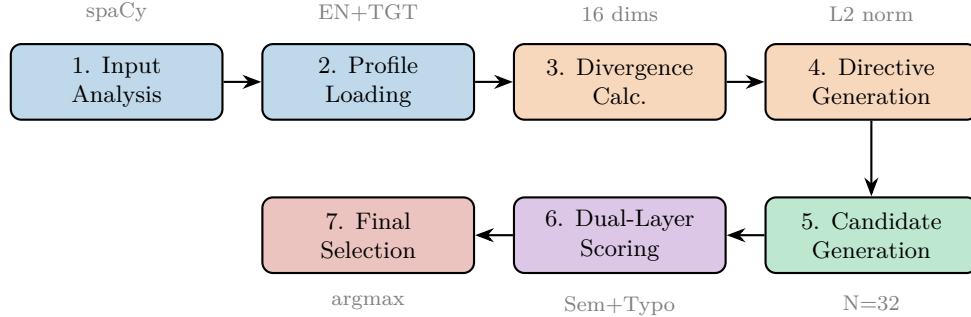 spaCy
EN+TGT
16 dims
L2 norm
1. Input
Analysis
2. Profile
Loading
3. Divergence
Calc.
4. Directive
Generation
5. Candidate
Generation
6. Dual-Layer
Scoring
7. Final
Selection
N=32
Sem+Typo
argmax